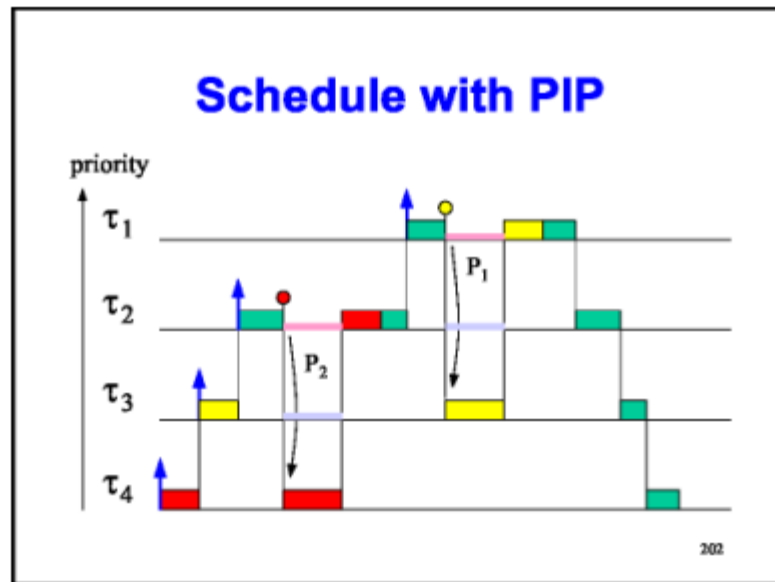 Schedule with PIP
priority
τ1
P1
τ2
P2
τ3
τ4
202